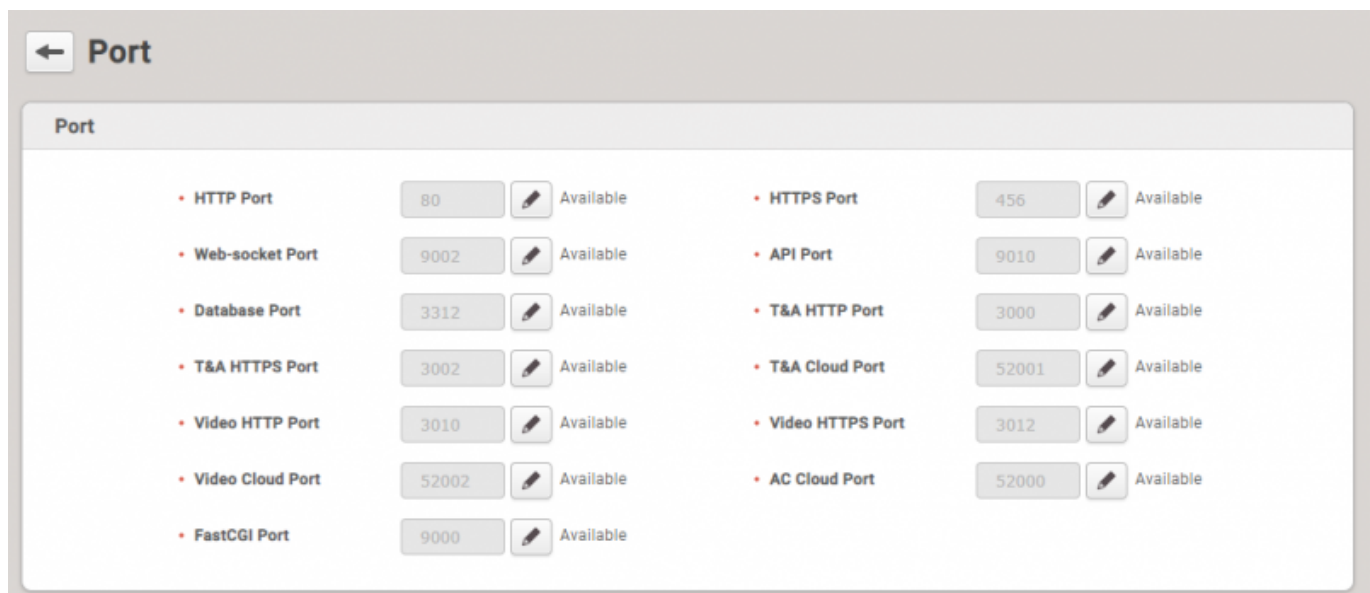 Port
Port
• HTTP Port 80 Available • HTTPS Port 456 Available
• Web-socket Port 9002 Available • API Port 9010 Available
• Database Port 3312 Available • T&A HTTP Port 3000 Available
• T&A HTTPS Port 3002 Available • T&A Cloud Port 52001 Available
• Video HTTP Port 3010 Available • Video HTTPS Port 3012 Available
• Video Cloud Port 52002 Available • AC Cloud Port 52000 Available
• FastCGI Port 9000 Available